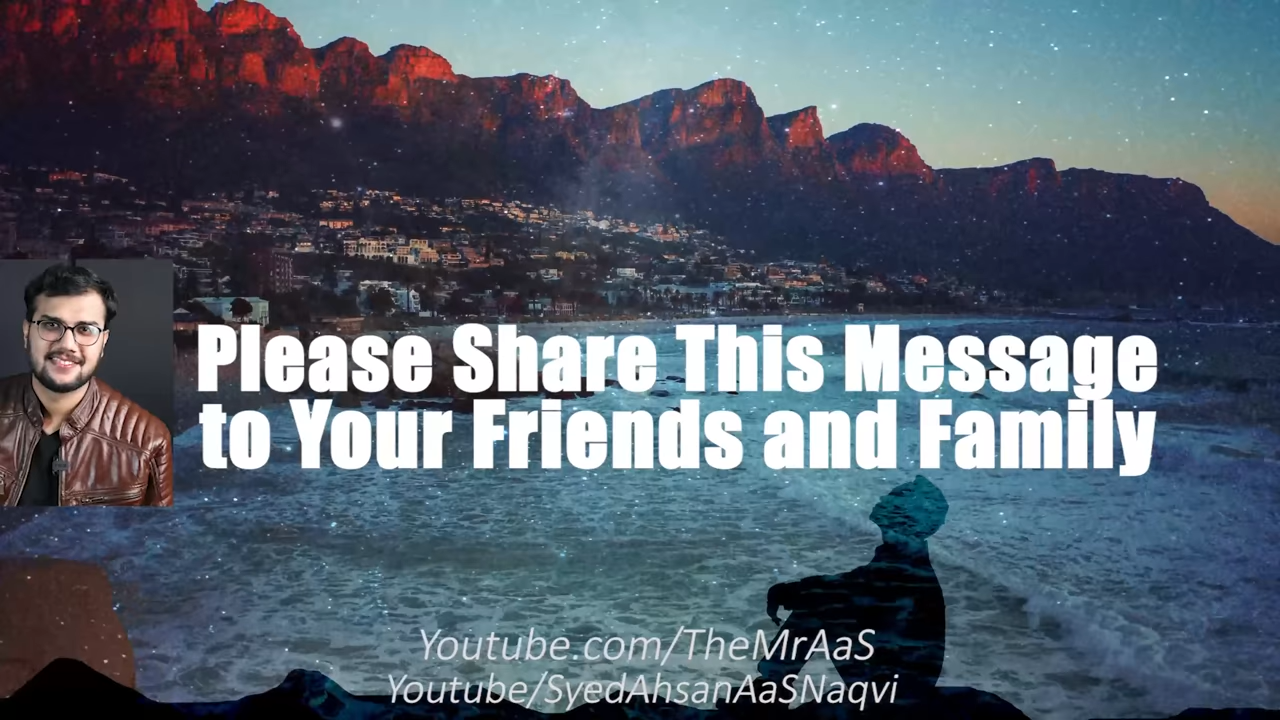 Please Share This Message
to Your Friends and Family
Youtube.com/TheMrAaS
Youtube/SyedAhsanAaSNaqvi